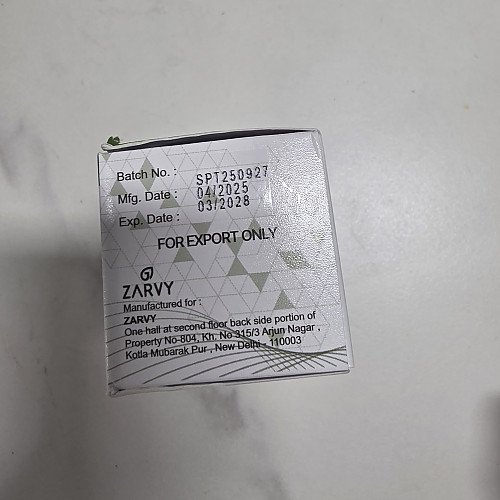 Batch No. : SPT250927
Mfg. Date : 04/2025
Exp. Date : 03/2028
FOR EXPORT ONLY
ZARVY
Manufactured for :
ZARVY
One hall at second floor back side portion of
Property No-804, Kh. No 315/3 Arjun Nagar ,
Kotla Mubarak Pur , New Delhi - 110003